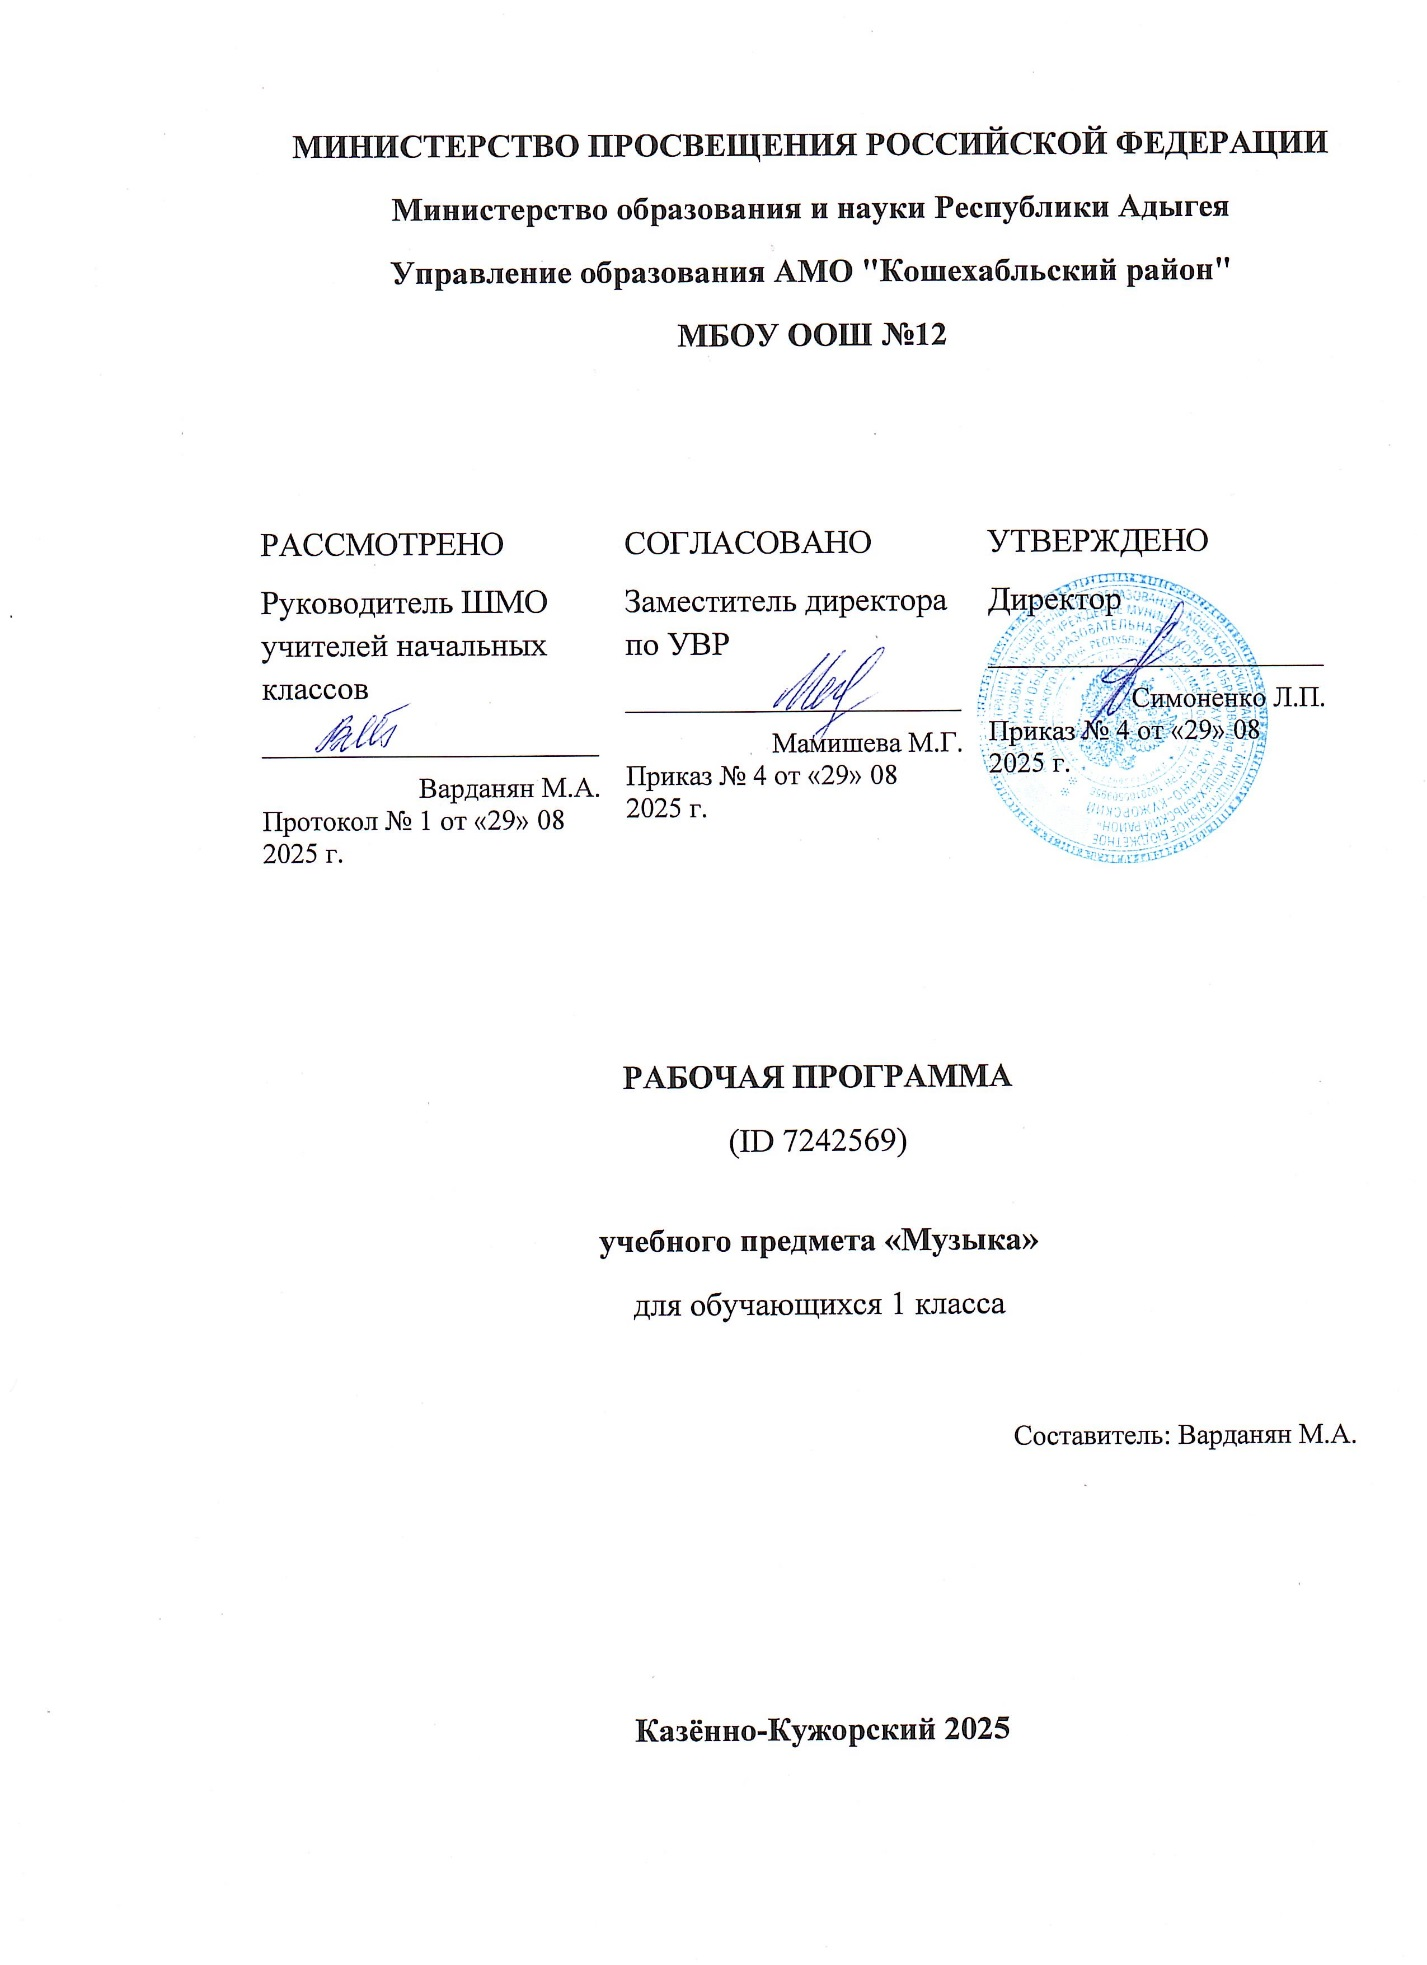 МИНИСТЕРСТВО ПРОСВЕЩЕНИЯ РОССИЙСКОЙ ФЕДЕРАЦИИ
Министерство образования и науки Республики Адыгея
Управление образования АМО "Кошехабльский район"
МБОУ ООШ №12
РАССМОТРЕНО
Руководитель ШМО
учителей начальных
классов
Варданян М.А.
Протокол № 1 от «29» 08
2025 г.
СОГЛАСОВАНО
Заместитель директора
по УВР
Мамишева М.Г.
Приказ № 4 от «29» 08
2025 г.
УТВЕРЖДЕНО
Директор
Симоненко Л.П.
Приказ № 4 от «29» 08
2025 г.
РАБОЧАЯ ПРОГРАММА
(ID 7242569)
учебного предмета «Музыка»
для обучающихся 1 класса
Составитель: Варданян М.А.
Казённо-Кужорский 2025